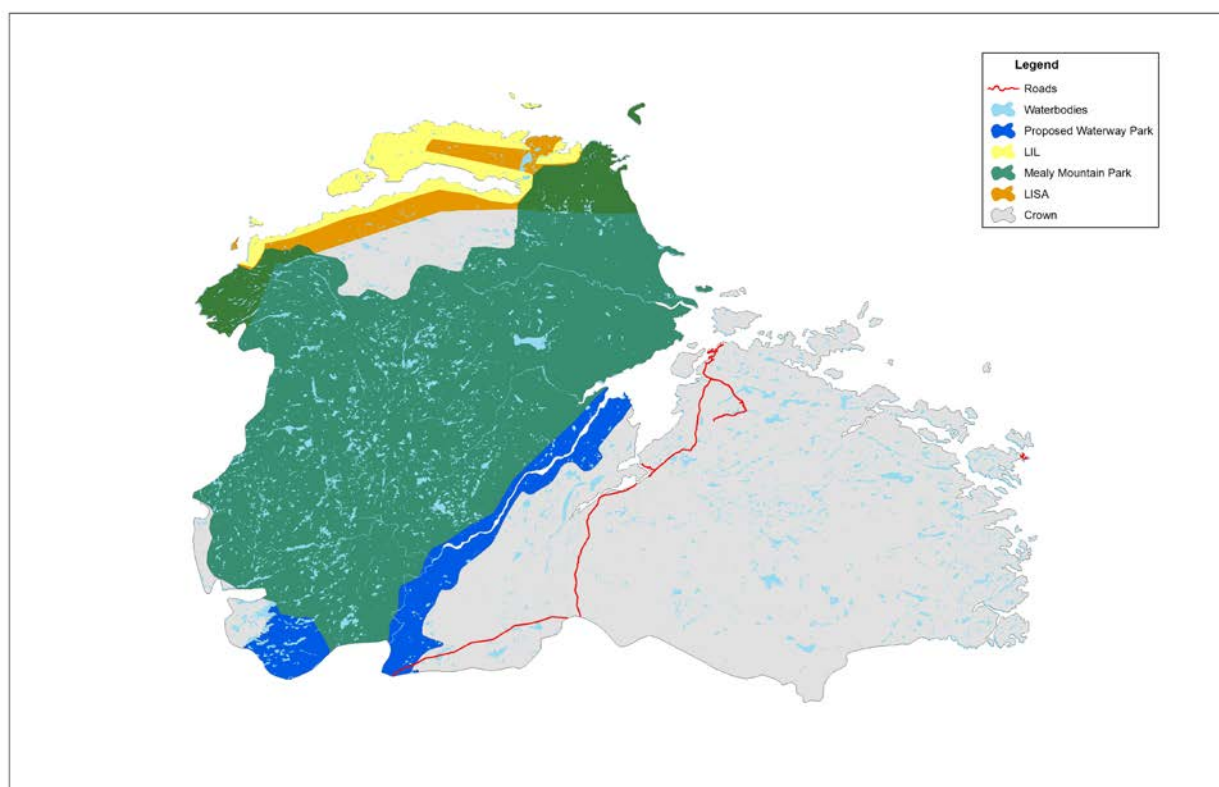 Legend
Roads
Waterbodies
Proposed Waterway Park
LIL
Mealy Mountain Park
LISA
Crown